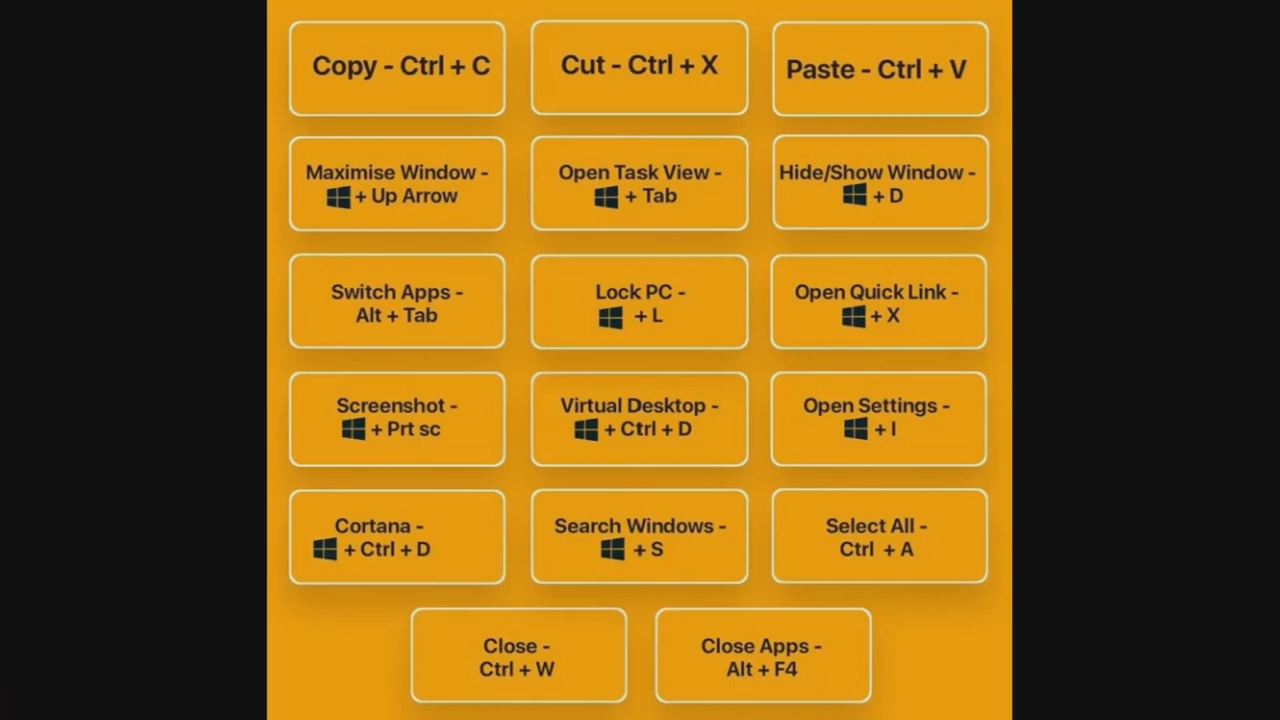 Copy - Ctrl + C
Cut - Ctrl + X
Paste - Ctrl + V
Maximise Window -
+ Up Arrow
Open Task View -
+ Tab
Hide/Show Window -
+ D
Switch Apps -
Alt + Tab
Lock PC -
+ L
Open Quick Link -
+ X
Screenshot -
+ Prt sc
Virtual Desktop -
+ Ctrl + D
Open Settings -
+ I
Cortana -
+ Ctrl + D
Search Windows -
+ S
Select All -
Ctrl + A
Close -
Ctrl + W
Close Apps -
Alt + F4